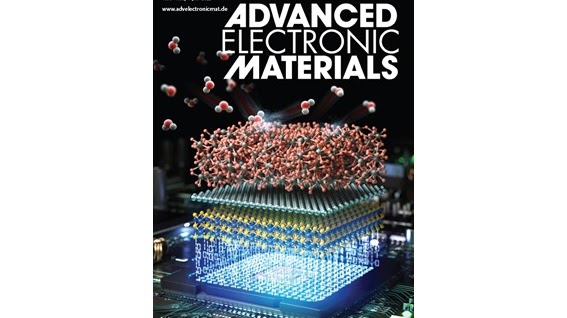 www.advelectronicmat.de
ADVANCED
ELECTRONIC
MATERIALS